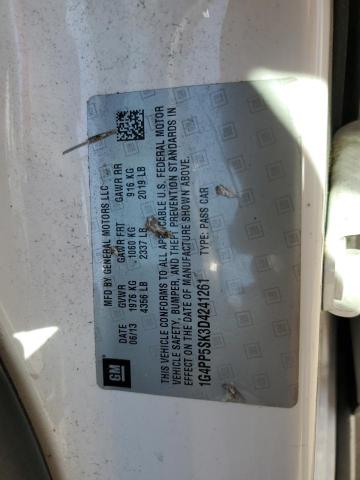 MFD BY GENERAL MOTORS LLC
DATE GVWR GAWR FRT GAWR RR
06/13 1976 KG 1060 KG 916 KG
4356 LB 2337 LB 2019 LB
THIS VEHICLE CONFORMS TO ALL APPLICABLE U.S. FEDERAL MOTOR
VEHICLE SAFETY, BUMPER, AND THEFT PREVENTION STANDARDS IN
EFFECT ON THE DATE OF MANUFACTURE SHOWN ABOVE.
1G4PP5SK3D4241261 TYPE: PASS CAR
GM